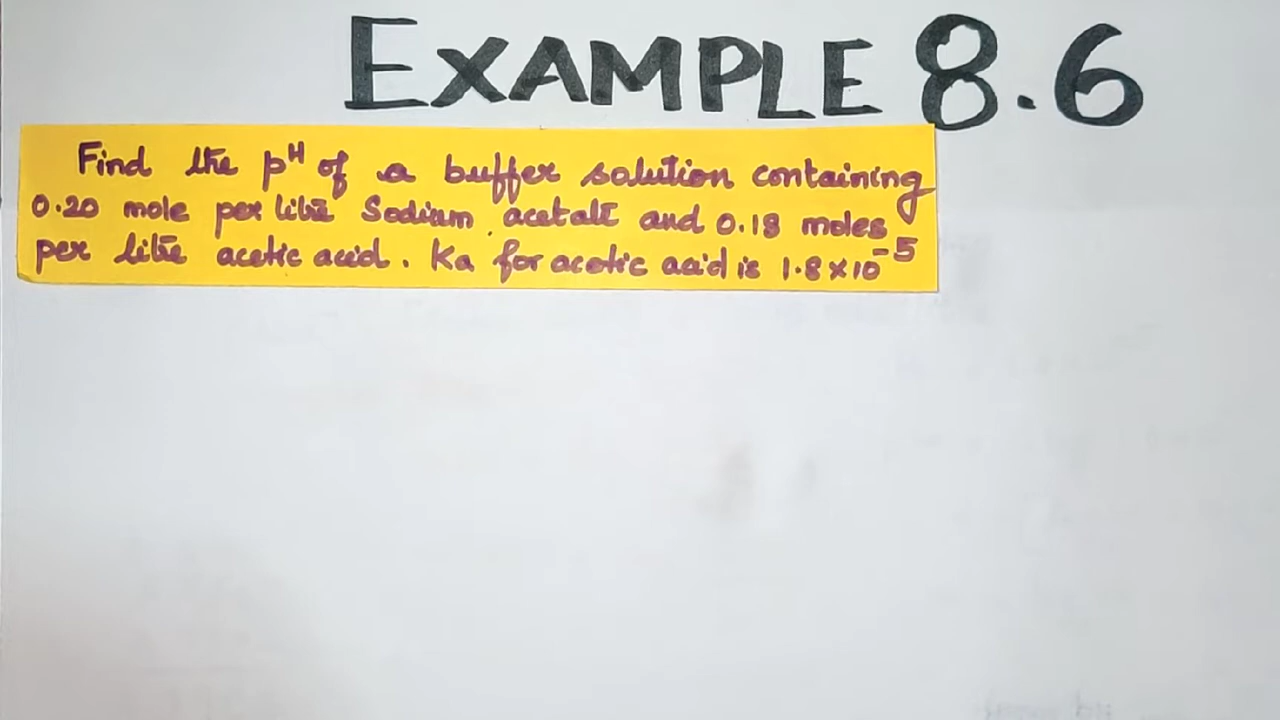 EXAMPLE 8.6
Find the pH of a buffer solution containing
0.20 mole per litre Sodium acetate and 0.18 moles
per litre acetic acid. Ka for acetic acid is 1.8×10⁻⁵